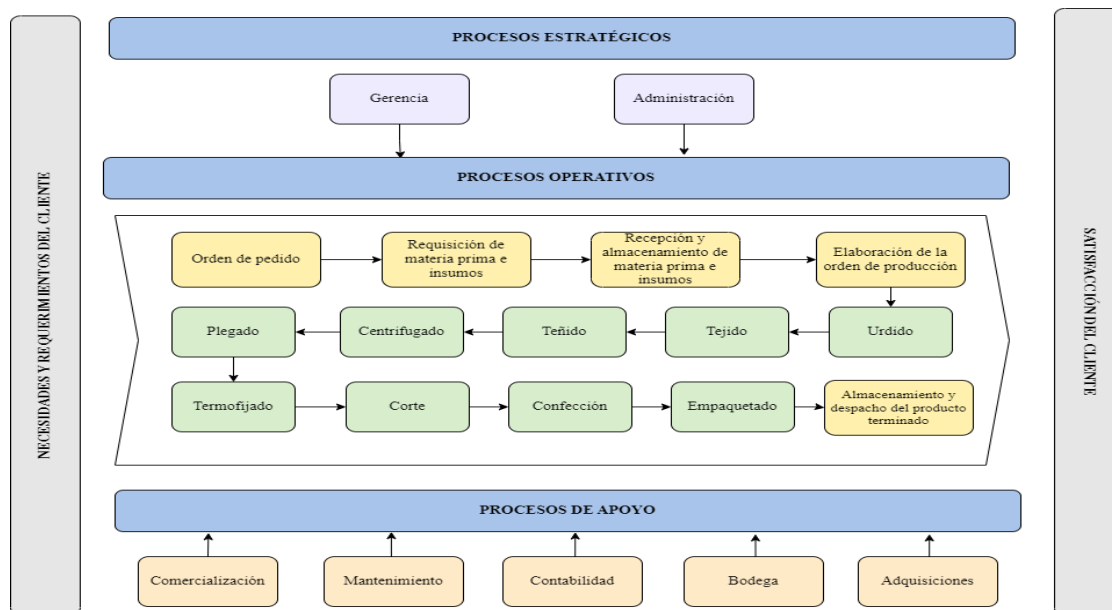 NECESIDADES Y REQUERIMIENTOS DEL CLIENTE
PROCESOS ESTRATÉGICOS
Gerencia
Administración
PROCESOS OPERATIVOS
Orden de pedido
Requisición de
materia prima e
insumos
Recepción y
almacenamiento de
materia prima e
insumos
Elaboración de la
orden de producción
Plegado
Centrifugado
Teñido
Tejido
Urdido
Termofijado
Corte
Confección
Empaquetado
Almacenamiento y
despacho del producto
terminado
PROCESOS DE APOYO
Comercialización
Mantenimiento
Contabilidad
Bodega
Adquisiciones
SATISFACCIÓN DEL CLIENTE